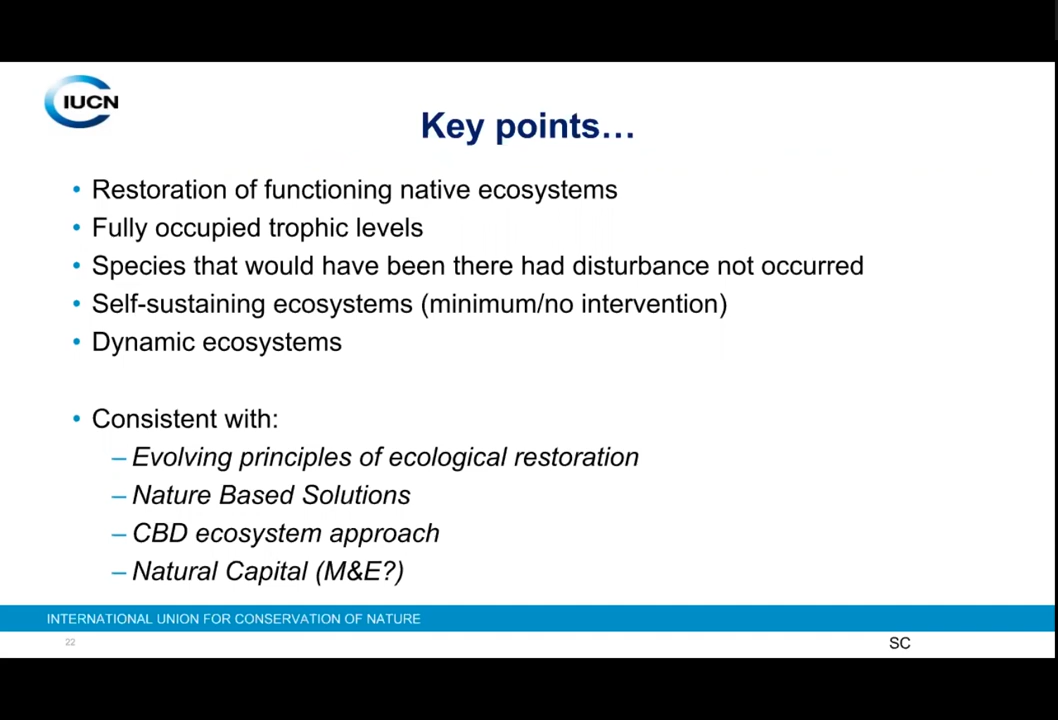 IUCN
Key points…
• Restoration of functioning native ecosystems
• Fully occupied trophic levels
• Species that would have been there had disturbance not occurred
• Self-sustaining ecosystems (minimum/no intervention)
• Dynamic ecosystems
• Consistent with:
– Evolving principles of ecological restoration
– Nature Based Solutions
– CBD ecosystem approach
– Natural Capital (M&E?)
INTERNATIONAL UNION FOR CONSERVATION OF NATURE
22
SC